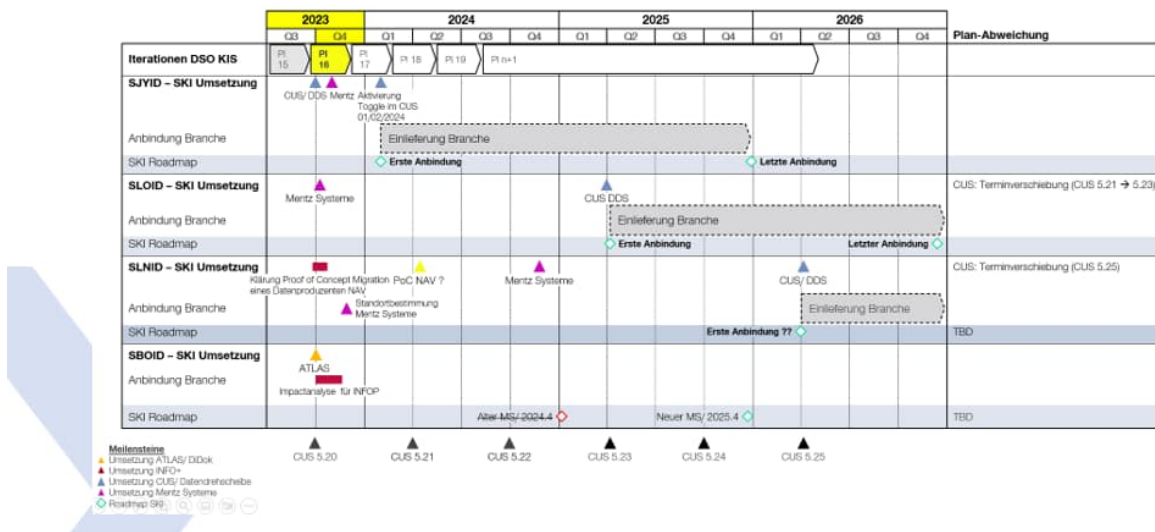 2023 2024 2025 2026
Q3 Q4 Q1 Q2 Q3 Q4 Q1 Q2 Q3 Q4 Q1 Q2 Q3 Q4 Plan-Abweichung
Iterationen DSO KIS PI 15 PI 16 PI 17 PI 18 PI 19 PI n+1
SJYID – SKI Umsetzung
CUS/ DDS Mentz Aktivierung
Toggle im CUS
01/02/2024
Anbindung Branche Einlieferung Branche
SKI Roadmap Erste Anbindung Letzte Anbindung
SLOID – SKI Umsetzung CUS: Terminverschiebung (CUS 5.21 → 5.23)
Mentz Systeme CUS DDS
Anbindung Branche Einlieferung Branche
SKI Roadmap Erste Anbindung Letzter Anbindung
SLNID – SKI Umsetzung CUS: Terminverschiebung (CUS 5.25)
Klärung Proof of Concept Migration PoC NAV ? Mentz Systeme CUS/ DDS
eines Datenproduzenten NAV
Anbindung Branche Standortbestimmung Einlieferung Branche
Mentz Systeme
SKI Roadmap Erste Anbindung ?? TBD
SBOID – SKI Umsetzung
ATLAS
Anbindung Branche
Impactanalyse für INFOP
SKI Roadmap Alter MS/ 2024.4 Neuer MS/ 2025.4 TBD
Meilensteine
CUS 5.20 CUS 5.21 CUS 5.22 CUS 5.23 CUS 5.24 CUS 5.25
Umsetzung ATLAS/ DiDok
Umsetzung INFO+
Umsetzung CUS/ Datendrehscheibe
Umsetzung Mentz Systeme
Roadmap SKI